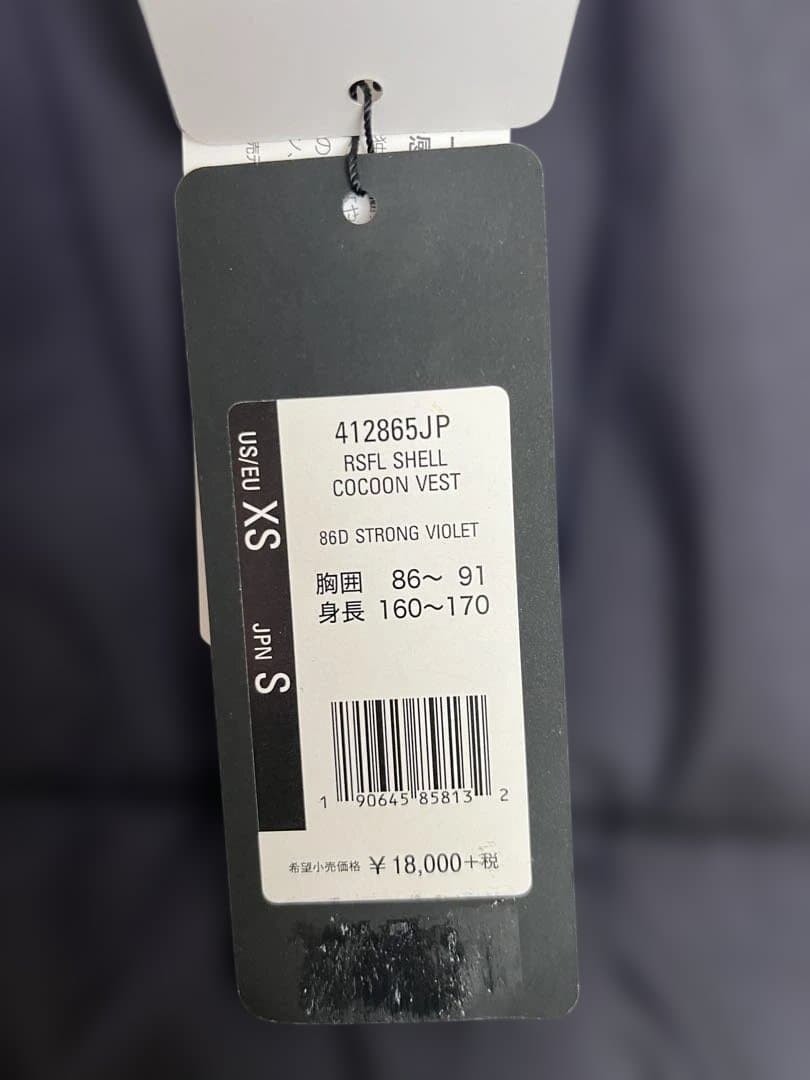 412865JP
RSFL SHELL
COCOON VEST
86D STRONG VIOLET
胸囲 86〜 91
身長 160〜170
US/EU XS
JPN S
1 90645 85813 2
希望小売価格 ¥18,000+税